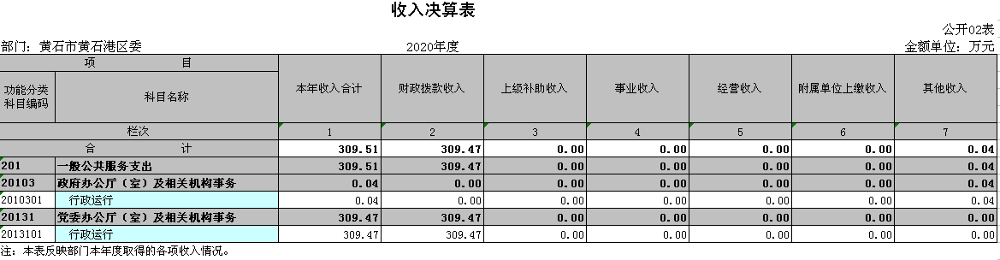 收入决算表
公开02表
部门：黄石市黄石港区委 2020年度 金额单位：万元
项 目 本年收入合计 财政拨款收入 上级补助收入 事业收入 经营收入 附属单位上缴收入 其他收入
功能分类科目编码 科目名称
栏次 1 2 3 4 5 6 7
合 计 309.51 309.47 0.00 0.00 0.00 0.00 0.04
201 一般公共服务支出 309.51 309.47 0.00 0.00 0.00 0.00 0.04
20103 政府办公厅（室）及相关机构事务 0.04 0.00 0.00 0.00 0.00 0.00 0.04
2010301 行政运行 0.04 0.00 0.00 0.00 0.00 0.00 0.04
20131 党委办公厅（室）及相关机构事务 309.47 309.47 0.00 0.00 0.00 0.00 0.00
2013101 行政运行 309.47 309.47 0.00 0.00 0.00 0.00 0.00
注：本表反映部门本年度取得的各项收入情况。